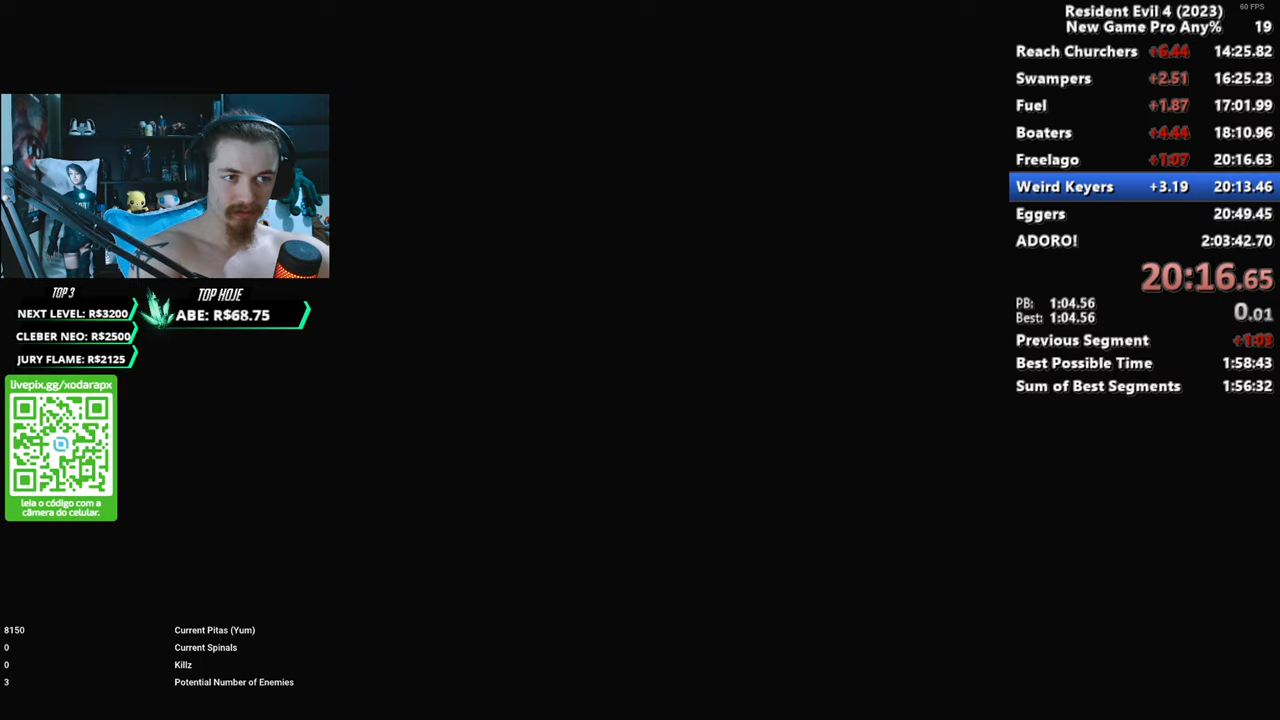 60 FPS
Resident Evil 4 (2023)
New Game Pro Any% 19
Reach Churchers +6.44 14:25.82
Swampers +2.51 16:25.23
Fuel +1.87 17:01.99
Boaters +4.44 18:10.96
Freelago +1.07 20:16.63
Weird Keyers +3.19 20:13.46
Eggers 20:49.45
ADORO! 2:03:42.70
20:16.65
PB: 1:04.56
Best: 1:04.56
0.01
Previous Segment +1.03
Best Possible Time 1:58:43
Sum of Best Segments 1:56:32
TOP 3
NEXT LEVEL: R$3200
CLEBER NEO: R$2500
JURY FLAME: R$2125
TOP HOJE
ABE: R$68.75
livepix.gg/xodarapx
leia o código com a
câmera do celular.
8150 Current Pitas (Yum)
0 Current Spinals
0 Killz
3 Potential Number of Enemies